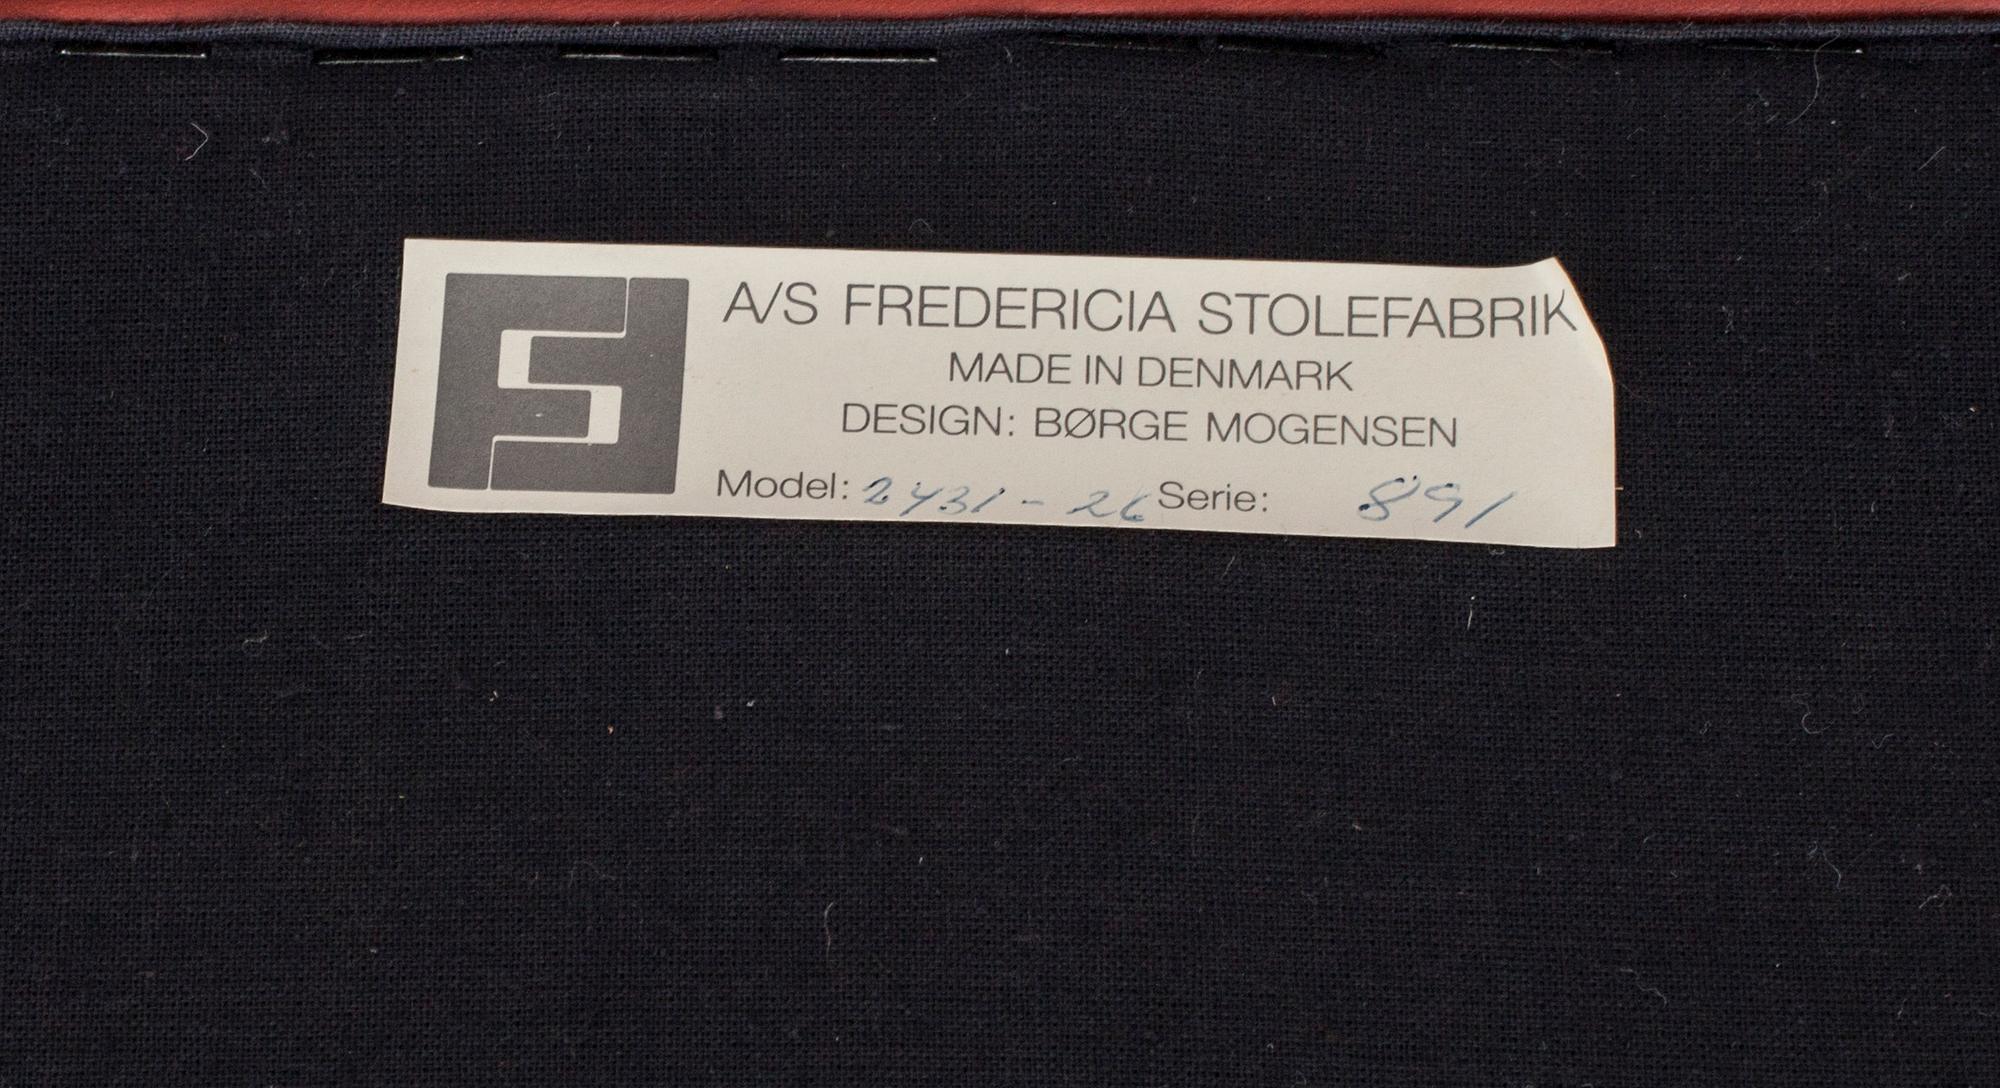 A/S FREDERICIA STOLEFABRIK
MADE IN DENMARK
DESIGN: BØRGE MOGENSEN
Model: 2431 - 26 Serie: 891